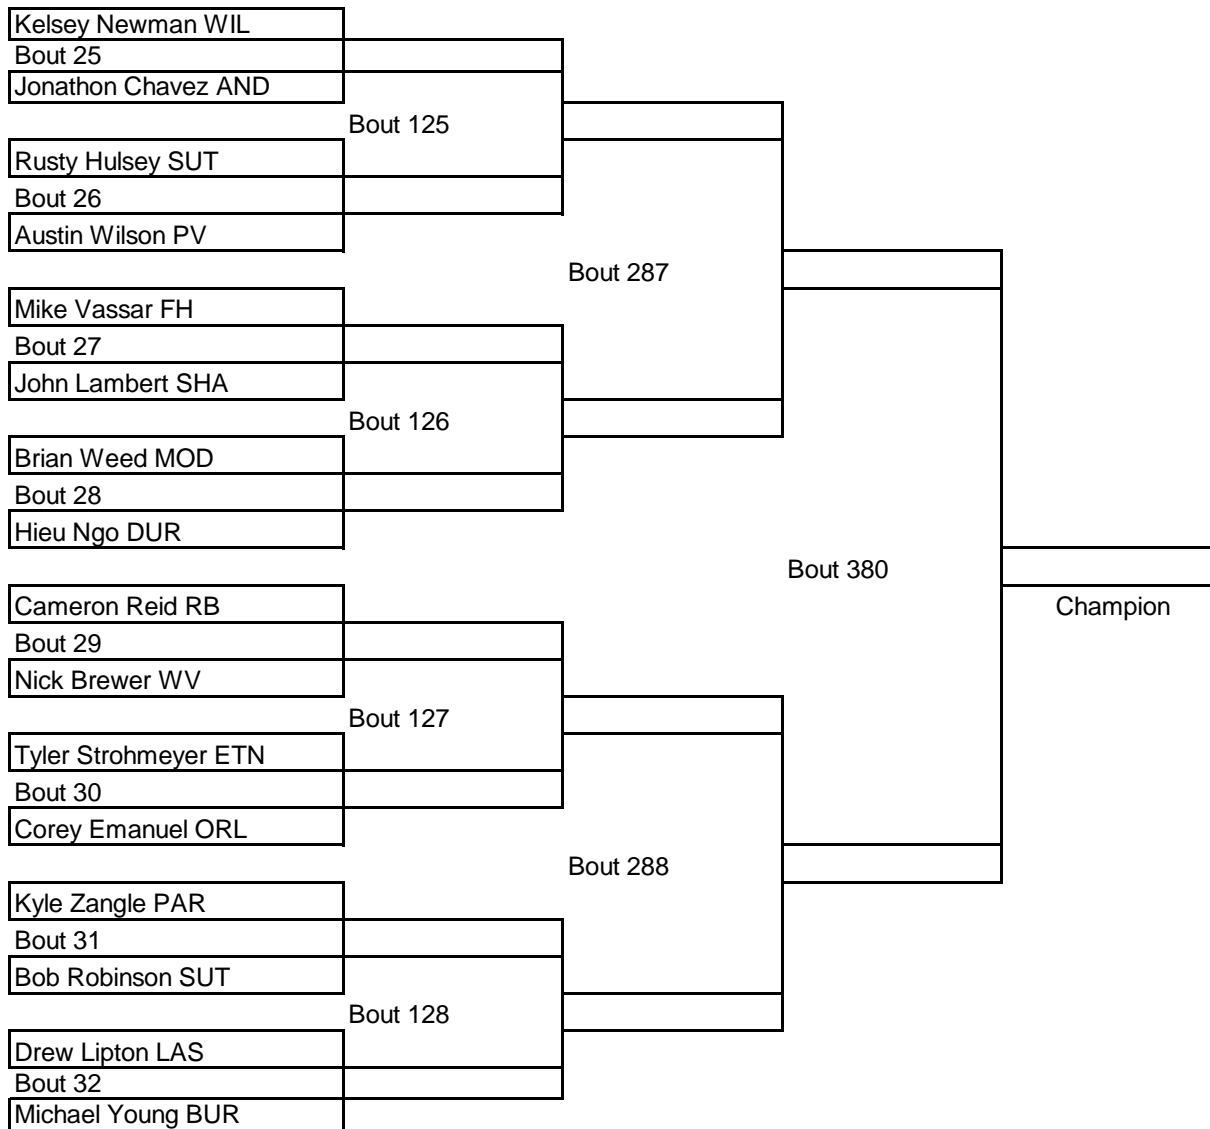 Kelsey Newman WIL
Bout 25
Jonathon Chavez AND
Bout 125
Rusty Hulsey SUT
Bout 26
Austin Wilson PV
Bout 287
Mike Vassar FH
Bout 27
John Lambert SHA
Bout 126
Brian Weed MOD
Bout 28
Hieu Ngo DUR
Bout 380
Cameron Reid RB
Champion
Bout 29
Nick Brewer WV
Bout 127
Tyler Strohmeyer ETN
Bout 30
Corey Emanuel ORL
Bout 288
Kyle Zangle PAR
Bout 31
Bob Robinson SUT
Bout 128
Drew Lipton LAS
Bout 32
Michael Young BUR